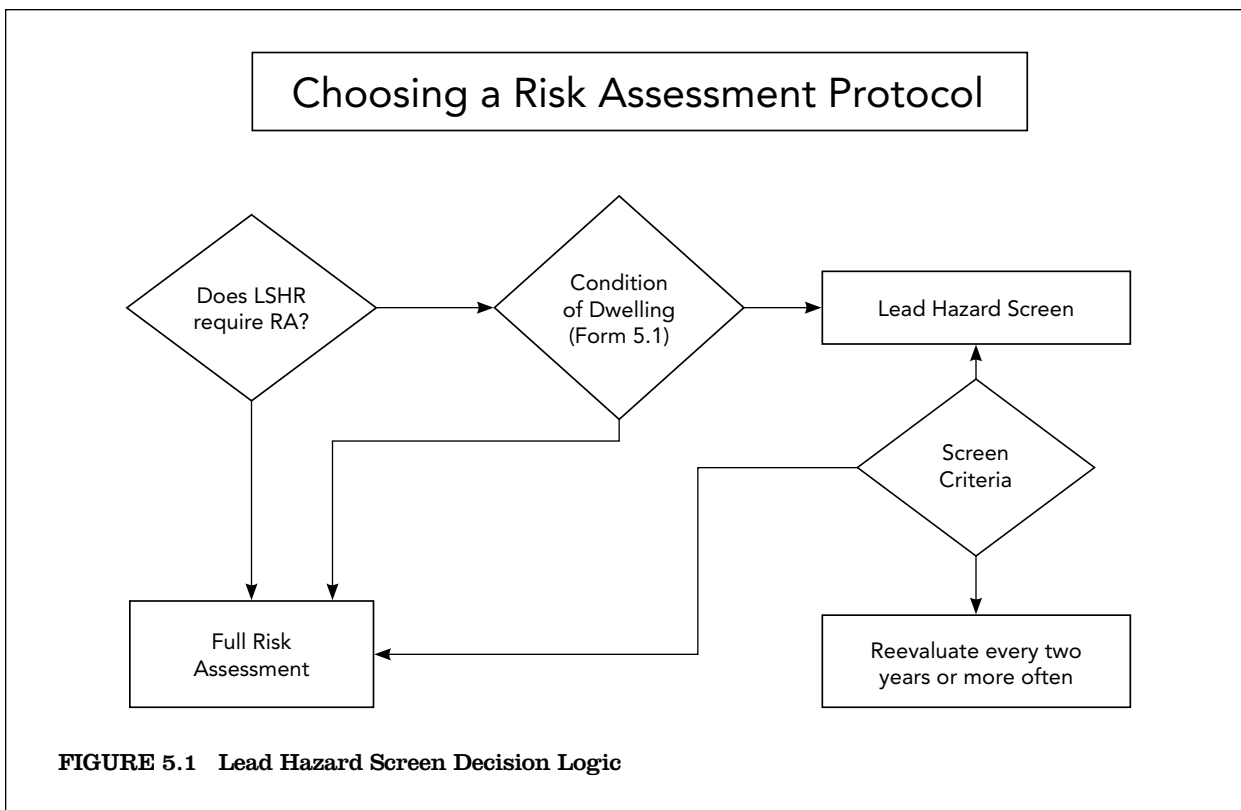 Choosing a Risk Assessment Protocol
Does LSHR
require RA?
Condition
of Dwelling
(Form 5.1)
Lead Hazard Screen
Screen
Criteria
Full Risk
Assessment
Reevaluate every two
years or more often
FIGURE 5.1 Lead Hazard Screen Decision Logic